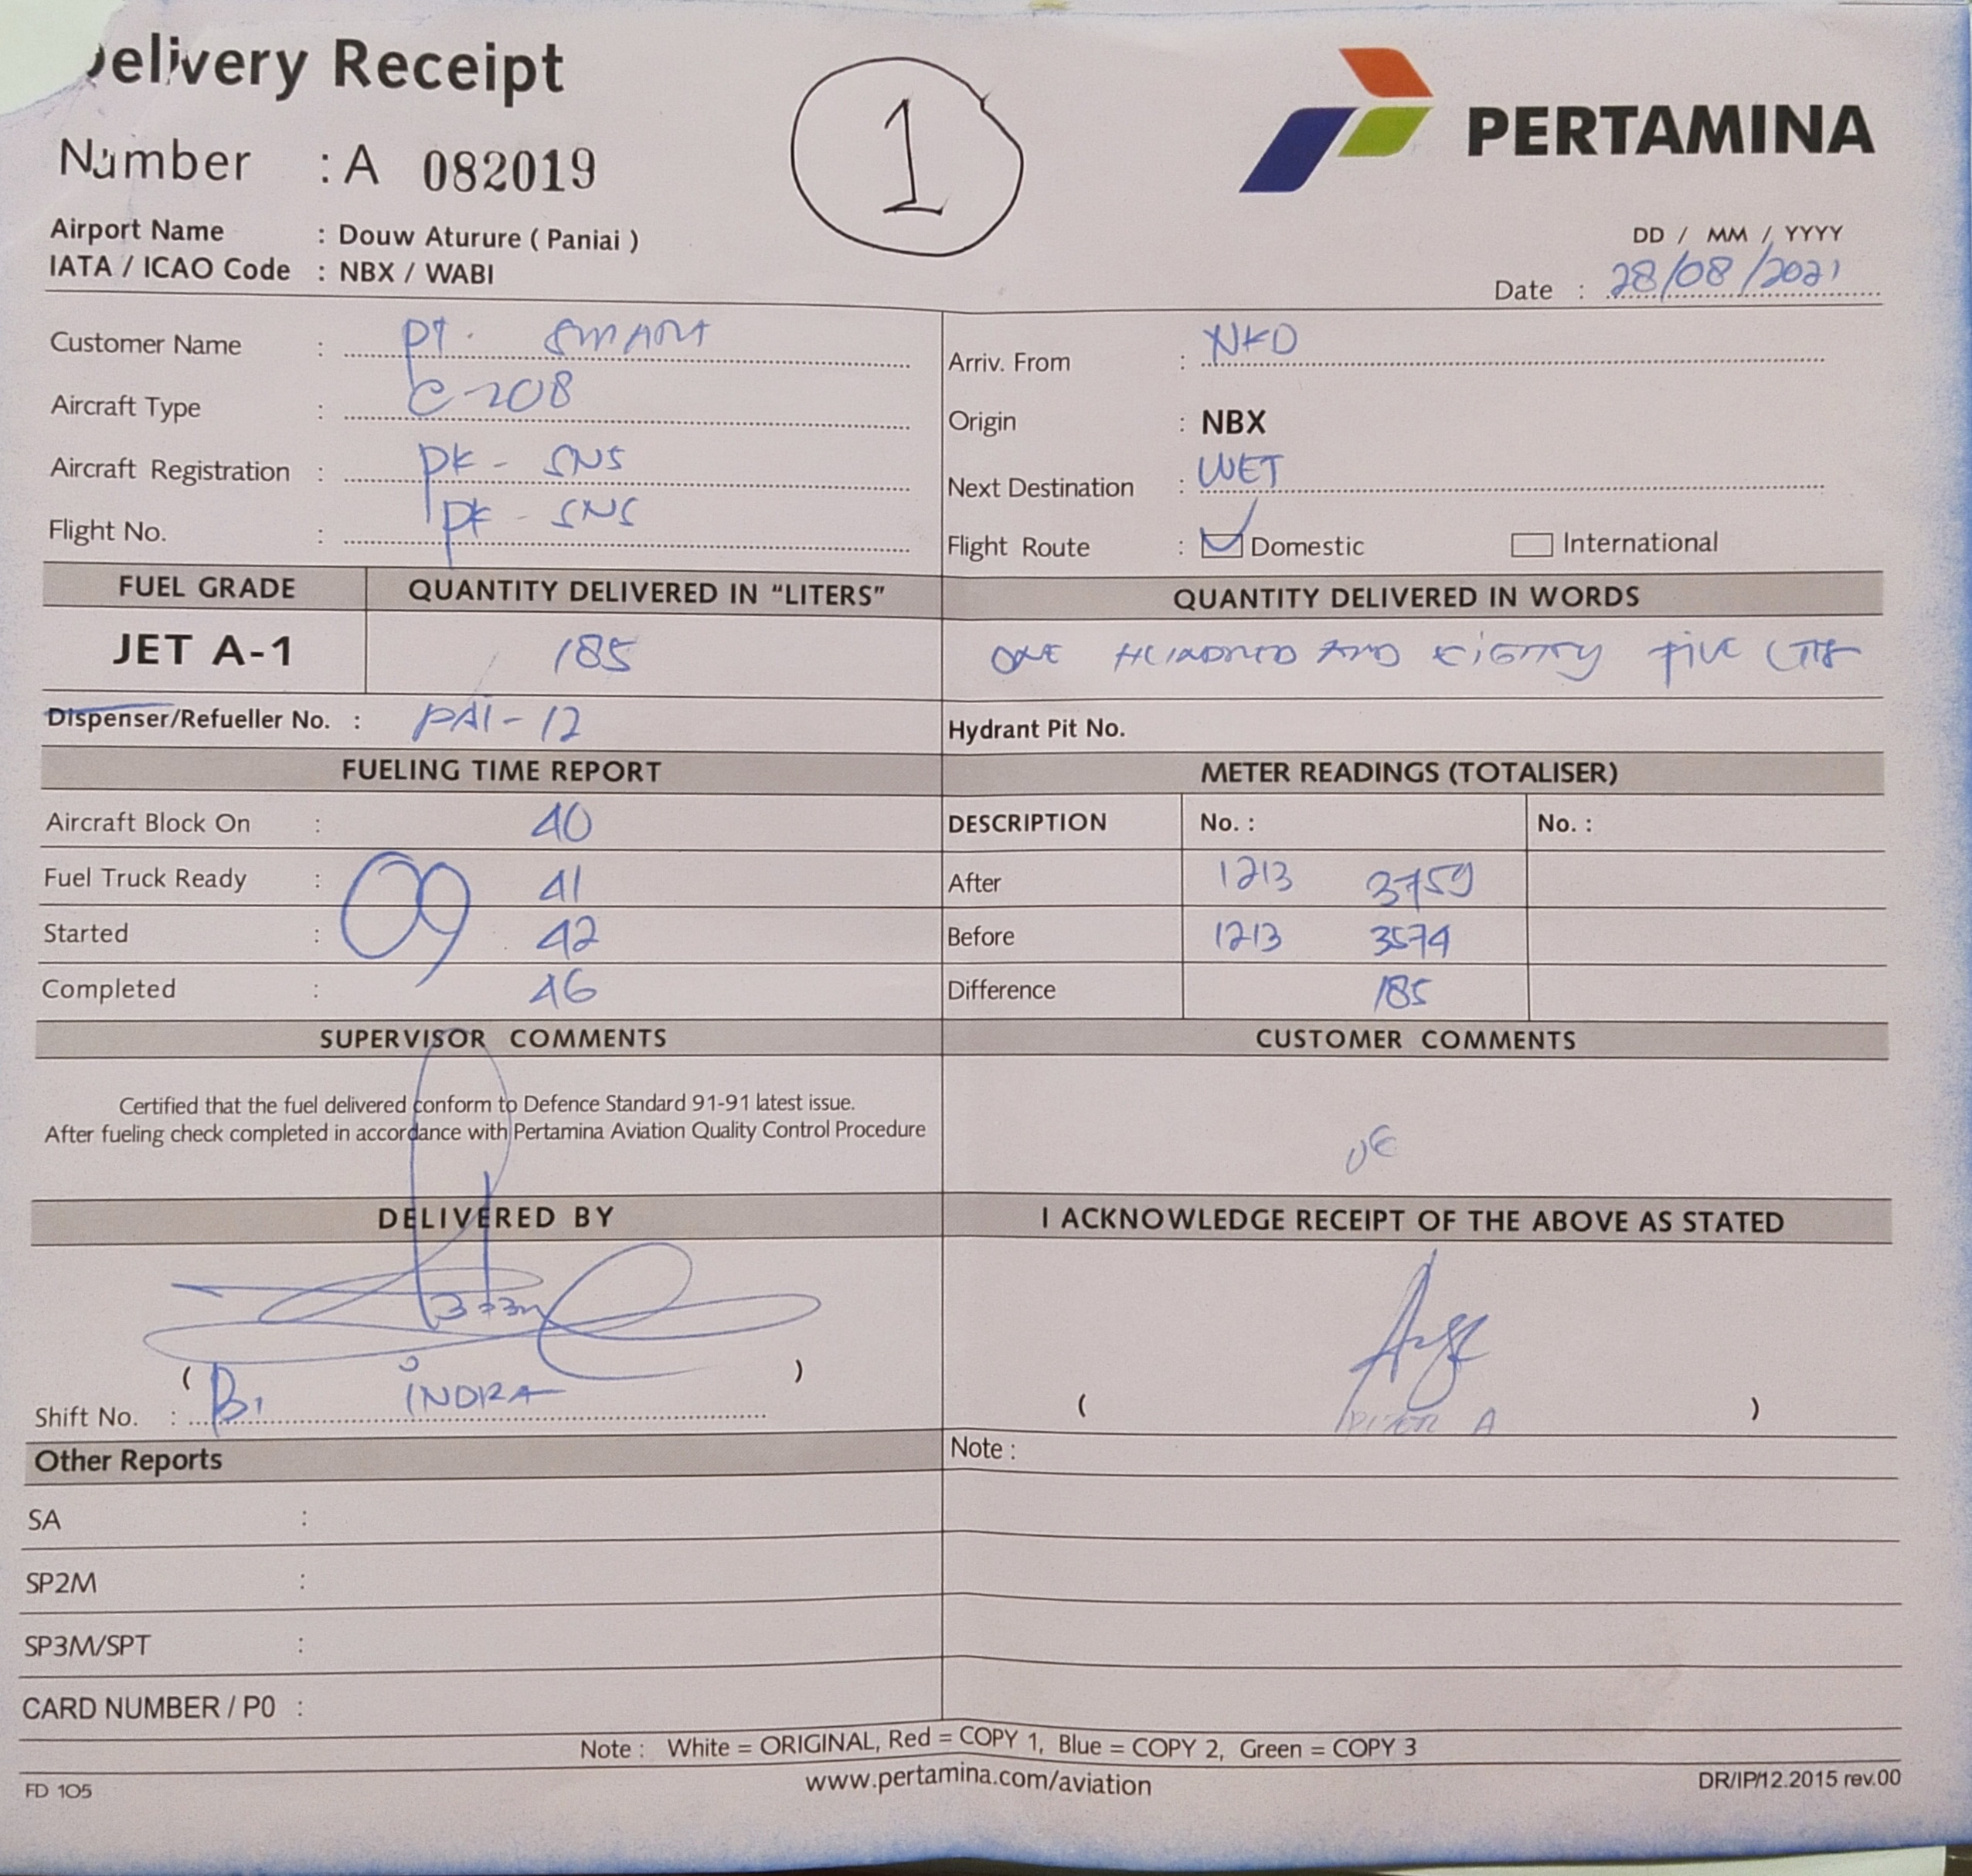 Delivery Receipt
1
PERTAMINA
Number : A 082019
Airport Name : Douw Aturure ( Paniai )
IATA / ICAO Code : NBX / WABI
DD / MM / YYYY
Date : 28/08/2021
Customer Name : PT. SMART
Aircraft Type : C-208
Aircraft Registration : PK - SNS
Flight No. : PK - SNS
Arriv. From :
Origin : NBX
Next Destination : WET
Flight Route : Domestic International
FUEL GRADE QUANTITY DELIVERED IN “LITERS” QUANTITY DELIVERED IN WORDS
JET A-1 185 ONE HUNDRED AND EIGHTY FIVE LTR
Dispenser/Refueller No. : PAI-12 Hydrant Pit No.
FUELING TIME REPORT METER READINGS (TOTALISER)
Aircraft Block On : 40 DESCRIPTION No. : No. :
Fuel Truck Ready : 09 41 After 1213 3759
Started : 42 Before 1213 3574
Completed : 46 Difference 185
SUPERVISOR COMMENTS CUSTOMER COMMENTS
Certified that the fuel delivered conform to Defence Standard 91-91 latest issue.
After fueling check completed in accordance with Pertamina Aviation Quality Control Procedure
DELIVERED BY I ACKNOWLEDGE RECEIPT OF THE ABOVE AS STATED
( )
Shift No. : INDRA
( )
Other Reports Note :
SA :
SP2M :
SP3M/SPT :
CARD NUMBER / P0 :
Note : White = ORIGINAL, Red = COPY 1, Blue = COPY 2, Green = COPY 3
FD 105 www.pertamina.com/aviation DR/IP/12.2015 rev.00